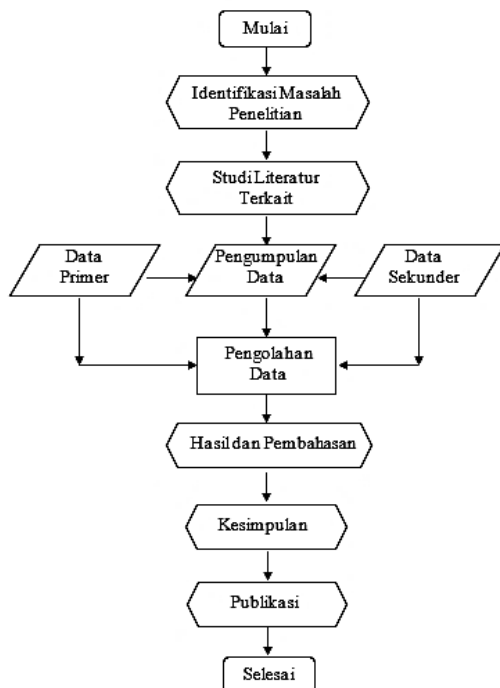 Mulai
Identifikasi Masalah
Penelitian
Studi Literatur
Terkait
Data
Primer
Pengumpulan
Data
Data
Sekunder
Pengolahan
Data
Hasil dan Pembahasan
Kesimpulan
Publikasi
Selesai